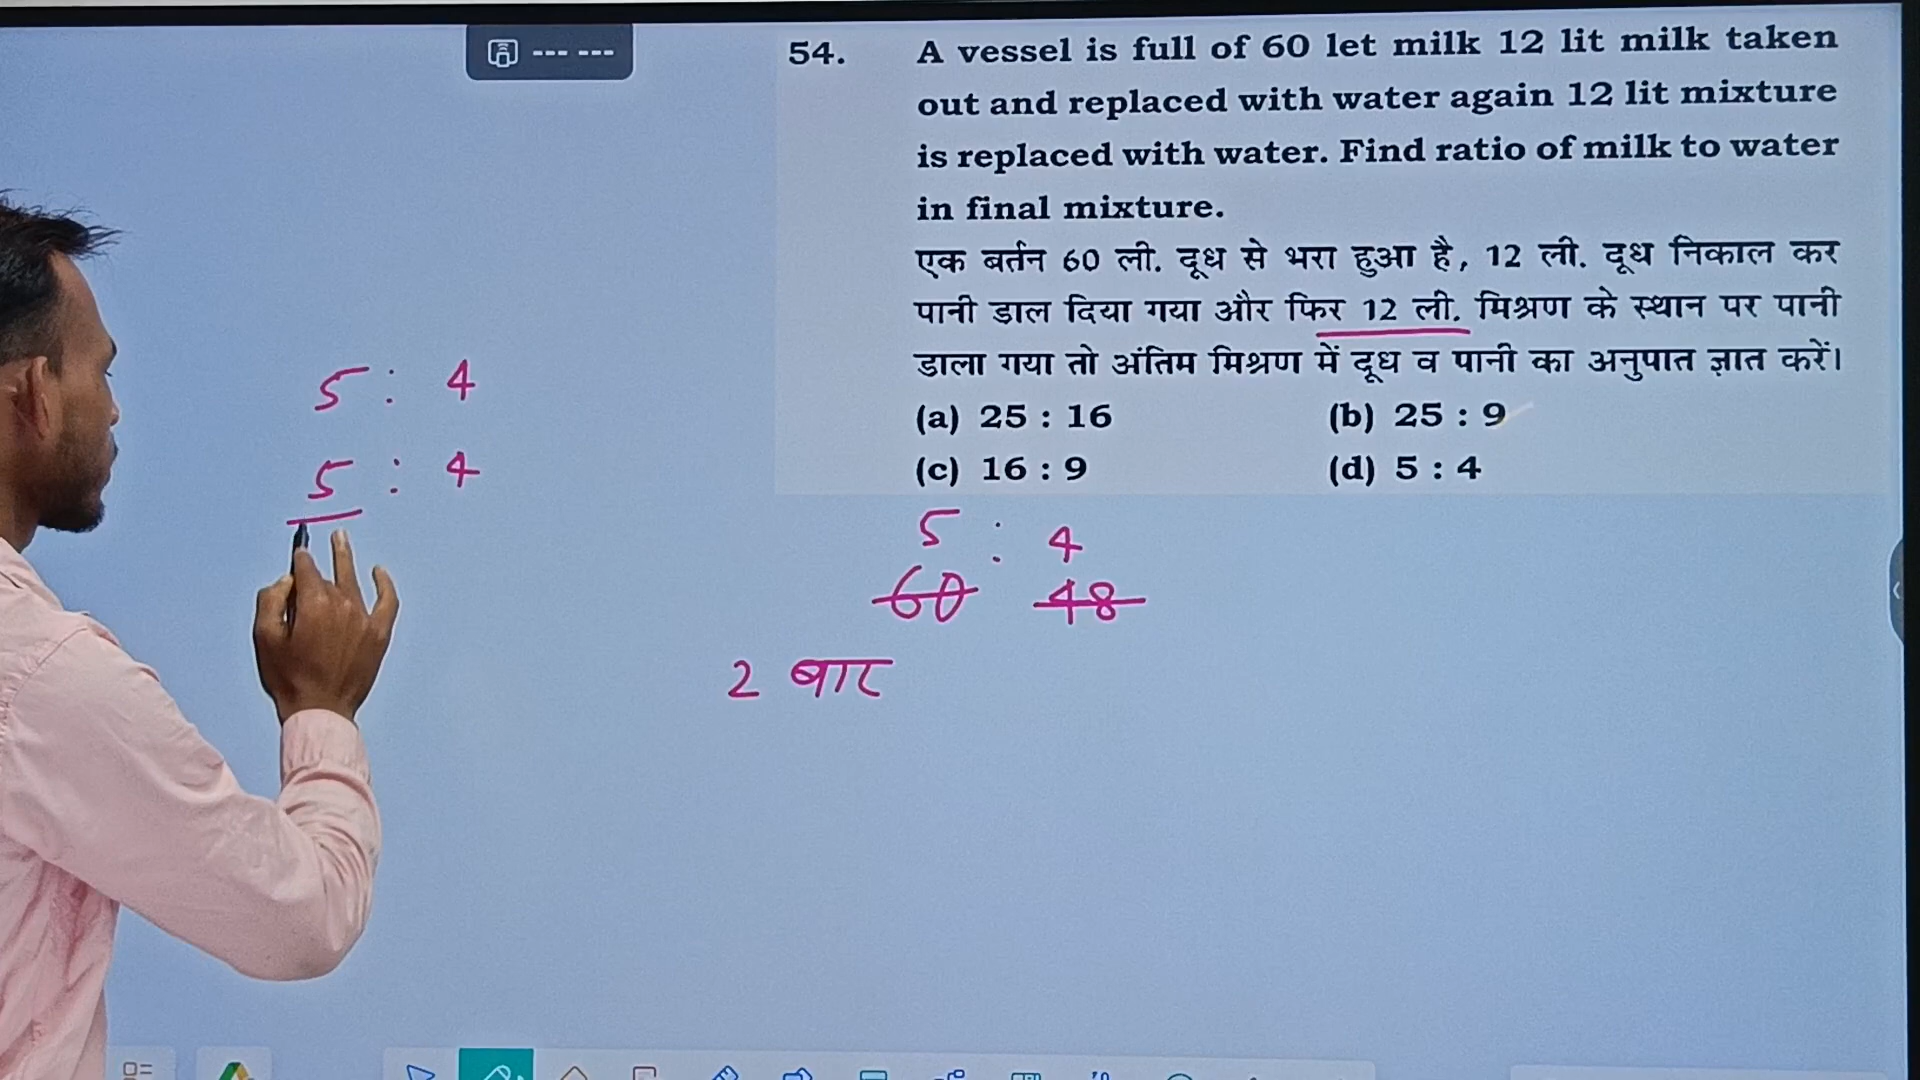 54. A vessel is full of 60 let milk 12 lit milk taken
out and replaced with water again 12 lit mixture
is replaced with water. Find ratio of milk to water
in final mixture.
एक बर्तन 60 ली. दूध से भरा हुआ है, 12 ली. दूध निकाल कर
पानी डाल दिया गया और फिर 12 ली. मिश्रण के स्थान पर पानी
डाला गया तो अंतिम मिश्रण में दूध व पानी का अनुपात ज्ञात करें।
(a) 25 : 16 (b) 25 : 9
(c) 16 : 9 (d) 5 : 4
5 : 4
5 : 4
5 : 4
60 48
2 बार